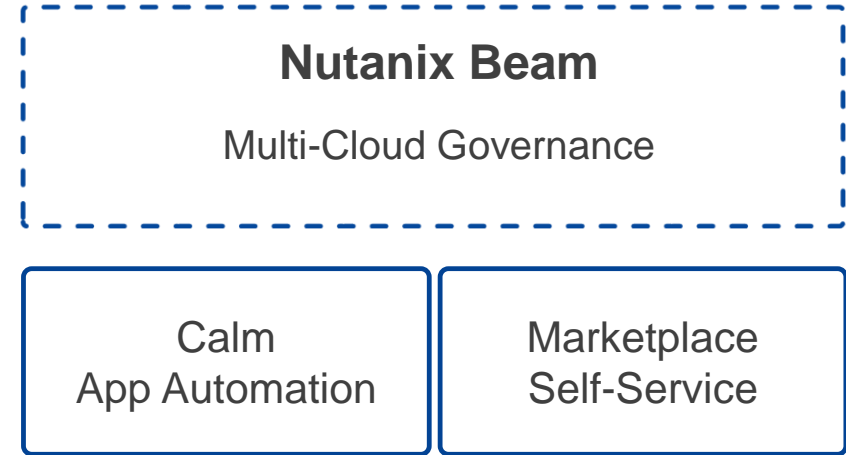 Nutanix Beam
Multi-Cloud Governance
Calm
App Automation
Marketplace
Self-Service